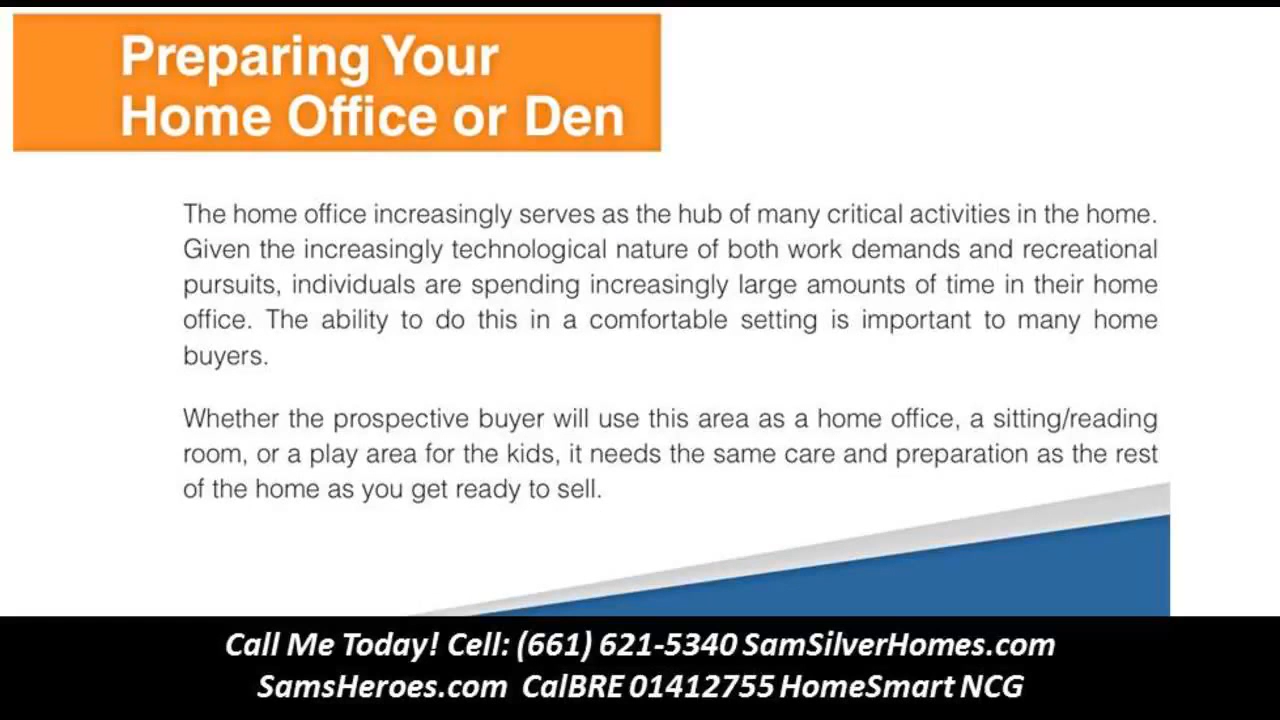 Preparing Your
Home Office or Den
The home office increasingly serves as the hub of many critical activities in the home.
Given the increasingly technological nature of both work demands and recreational
pursuits, individuals are spending increasingly large amounts of time in their home
office. The ability to do this in a comfortable setting is important to many home
buyers.
Whether the prospective buyer will use this area as a home office, a sitting/reading
room, or a play area for the kids, it needs the same care and preparation as the rest
of the home as you get ready to sell.
Call Me Today! Cell: (661) 621-5340 SamSilverHomes.com
SamsHeroes.com CalBRE 01412755 HomeSmart NCG